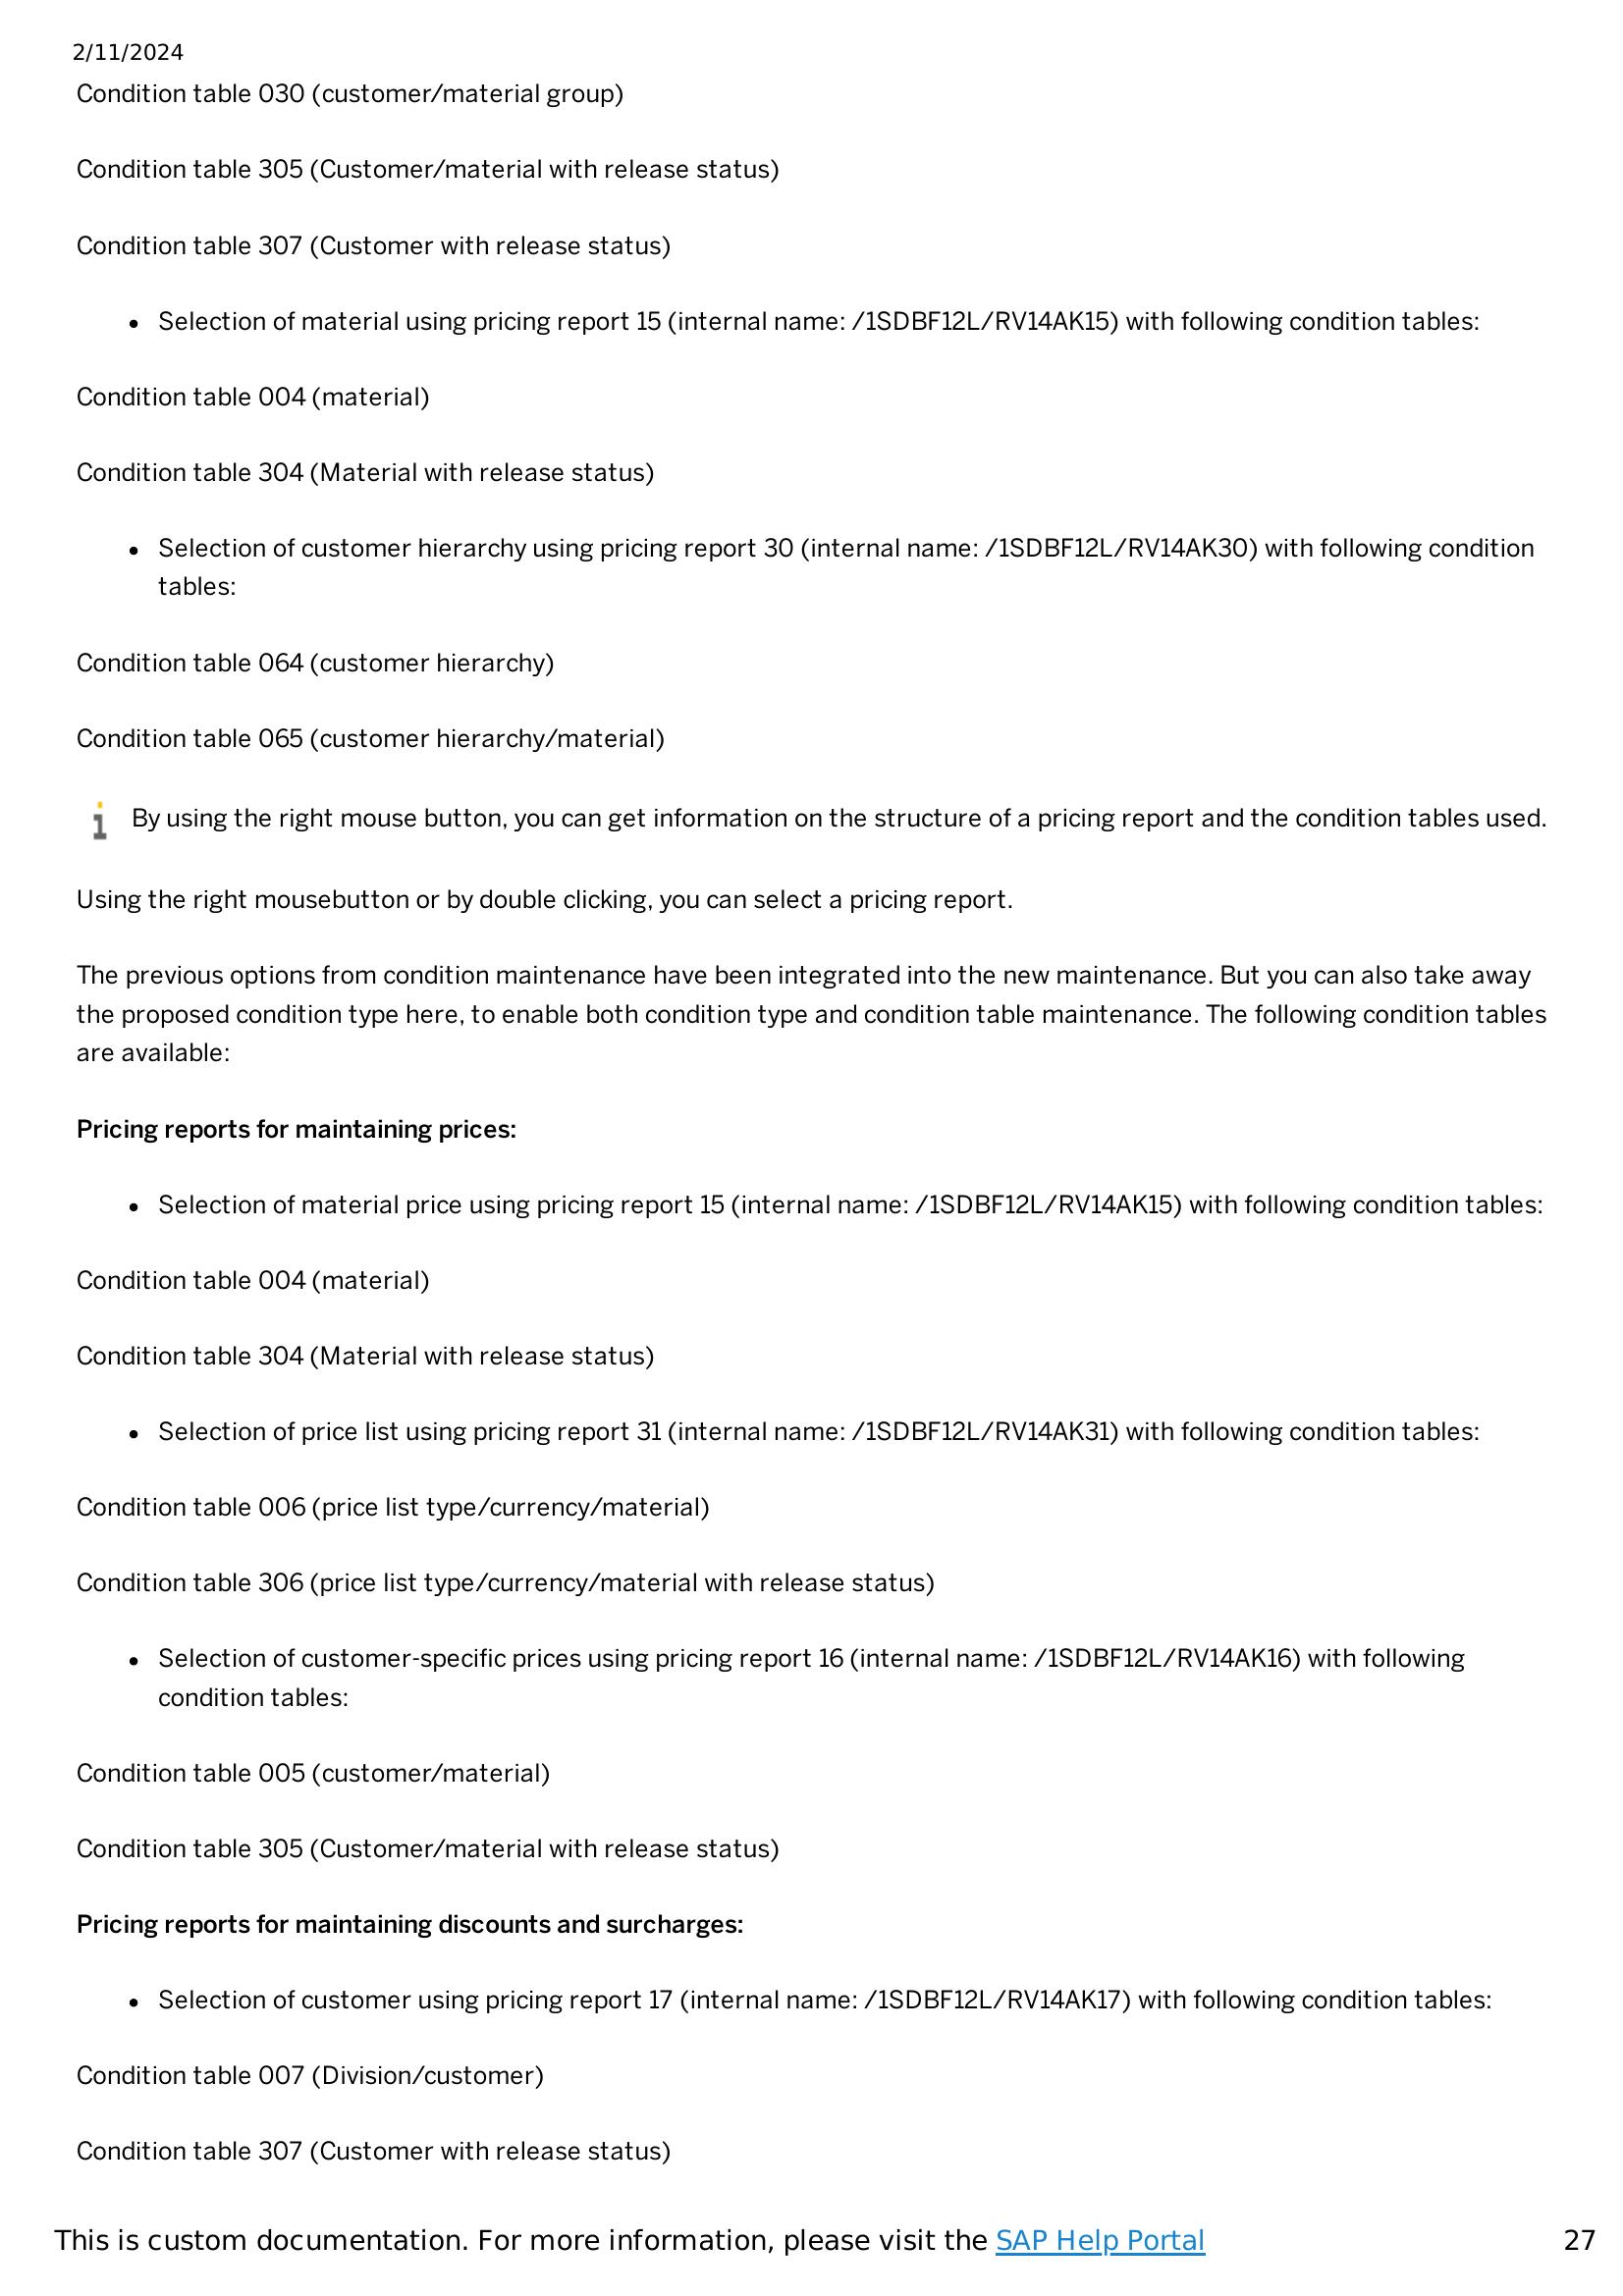 2/11/2024
Condition table 030 (customer/material group)
Condition table 305 (Customer/material with release status)
Condition table 307 (Customer with release status)
• Selection of material using pricing report 15 (internal name: /1SDBF12L/RV14AK15) with following condition tables:
Condition table 004 (material)
Condition table 304 (Material with release status)
• Selection of customer hierarchy using pricing report 30 (internal name: /1SDBF12L/RV14AK30) with following condition
tables:
Condition table 064 (customer hierarchy)
Condition table 065 (customer hierarchy/material)
By using the right mouse button, you can get information on the structure of a pricing report and the condition tables used.
Using the right mousebutton or by double clicking, you can select a pricing report.
The previous options from condition maintenance have been integrated into the new maintenance. But you can also take away
the proposed condition type here, to enable both condition type and condition table maintenance. The following condition tables
are available:
Pricing reports for maintaining prices:
• Selection of material price using pricing report 15 (internal name: /1SDBF12L/RV14AK15) with following condition tables:
Condition table 004 (material)
Condition table 304 (Material with release status)
• Selection of price list using pricing report 31 (internal name: /1SDBF12L/RV14AK31) with following condition tables:
Condition table 006 (price list type/currency/material)
Condition table 306 (price list type/currency/material with release status)
• Selection of customer-specific prices using pricing report 16 (internal name: /1SDBF12L/RV14AK16) with following
condition tables:
Condition table 005 (customer/material)
Condition table 305 (Customer/material with release status)
Pricing reports for maintaining discounts and surcharges:
• Selection of customer using pricing report 17 (internal name: /1SDBF12L/RV14AK17) with following condition tables:
Condition table 007 (Division/customer)
Condition table 307 (Customer with release status)
This is custom documentation. For more information, please visit the SAP Help Portal 27